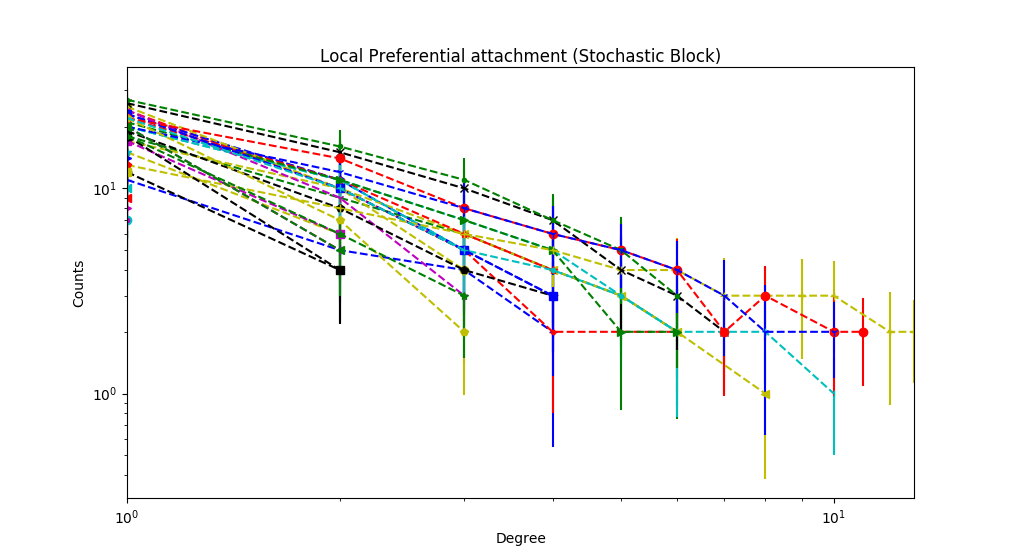 Local Preferential attachment (Stochastic Block)
Counts
10¹
10⁰
10⁰
10¹
Degree